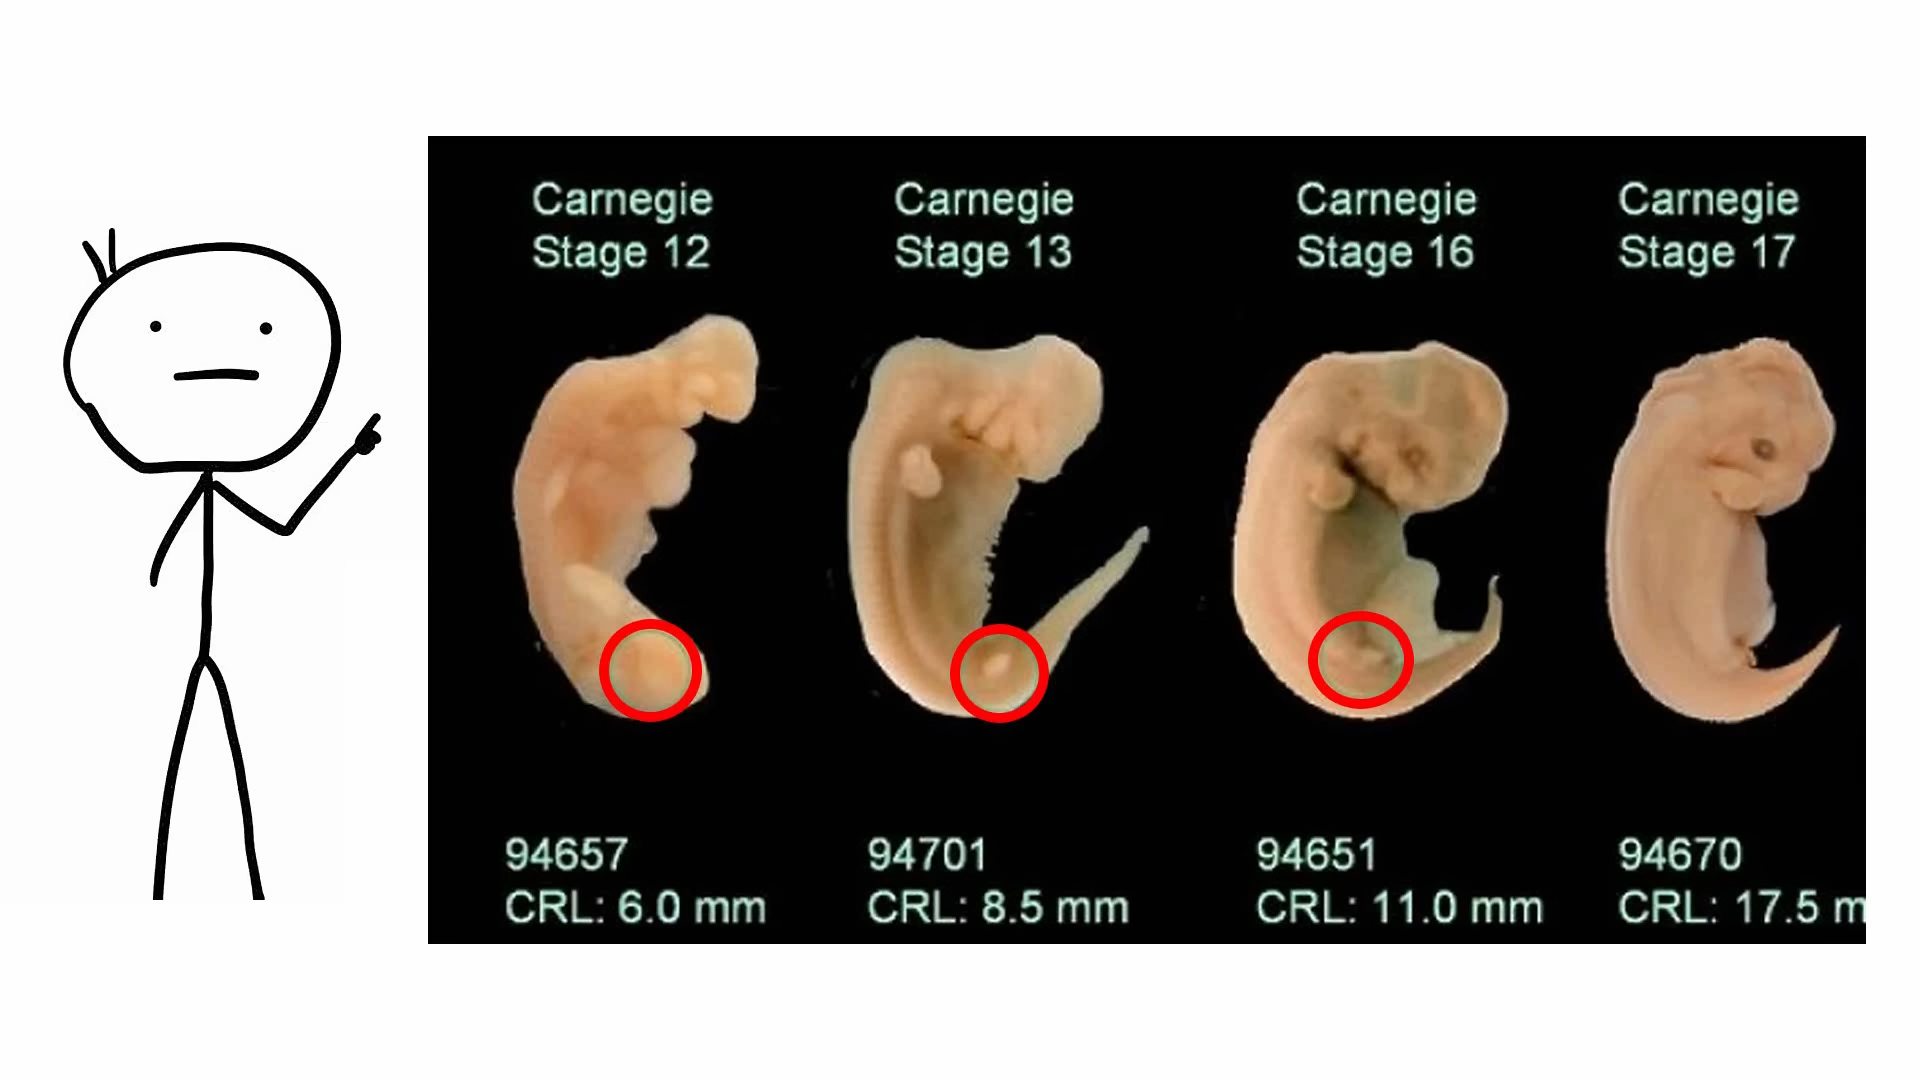 Carnegie
Stage 12
Carnegie
Stage 13
Carnegie
Stage 16
Carnegie
Stage 17
94657
CRL: 6.0 mm
94701
CRL: 8.5 mm
94651
CRL: 11.0 mm
94670
CRL: 17.5 m